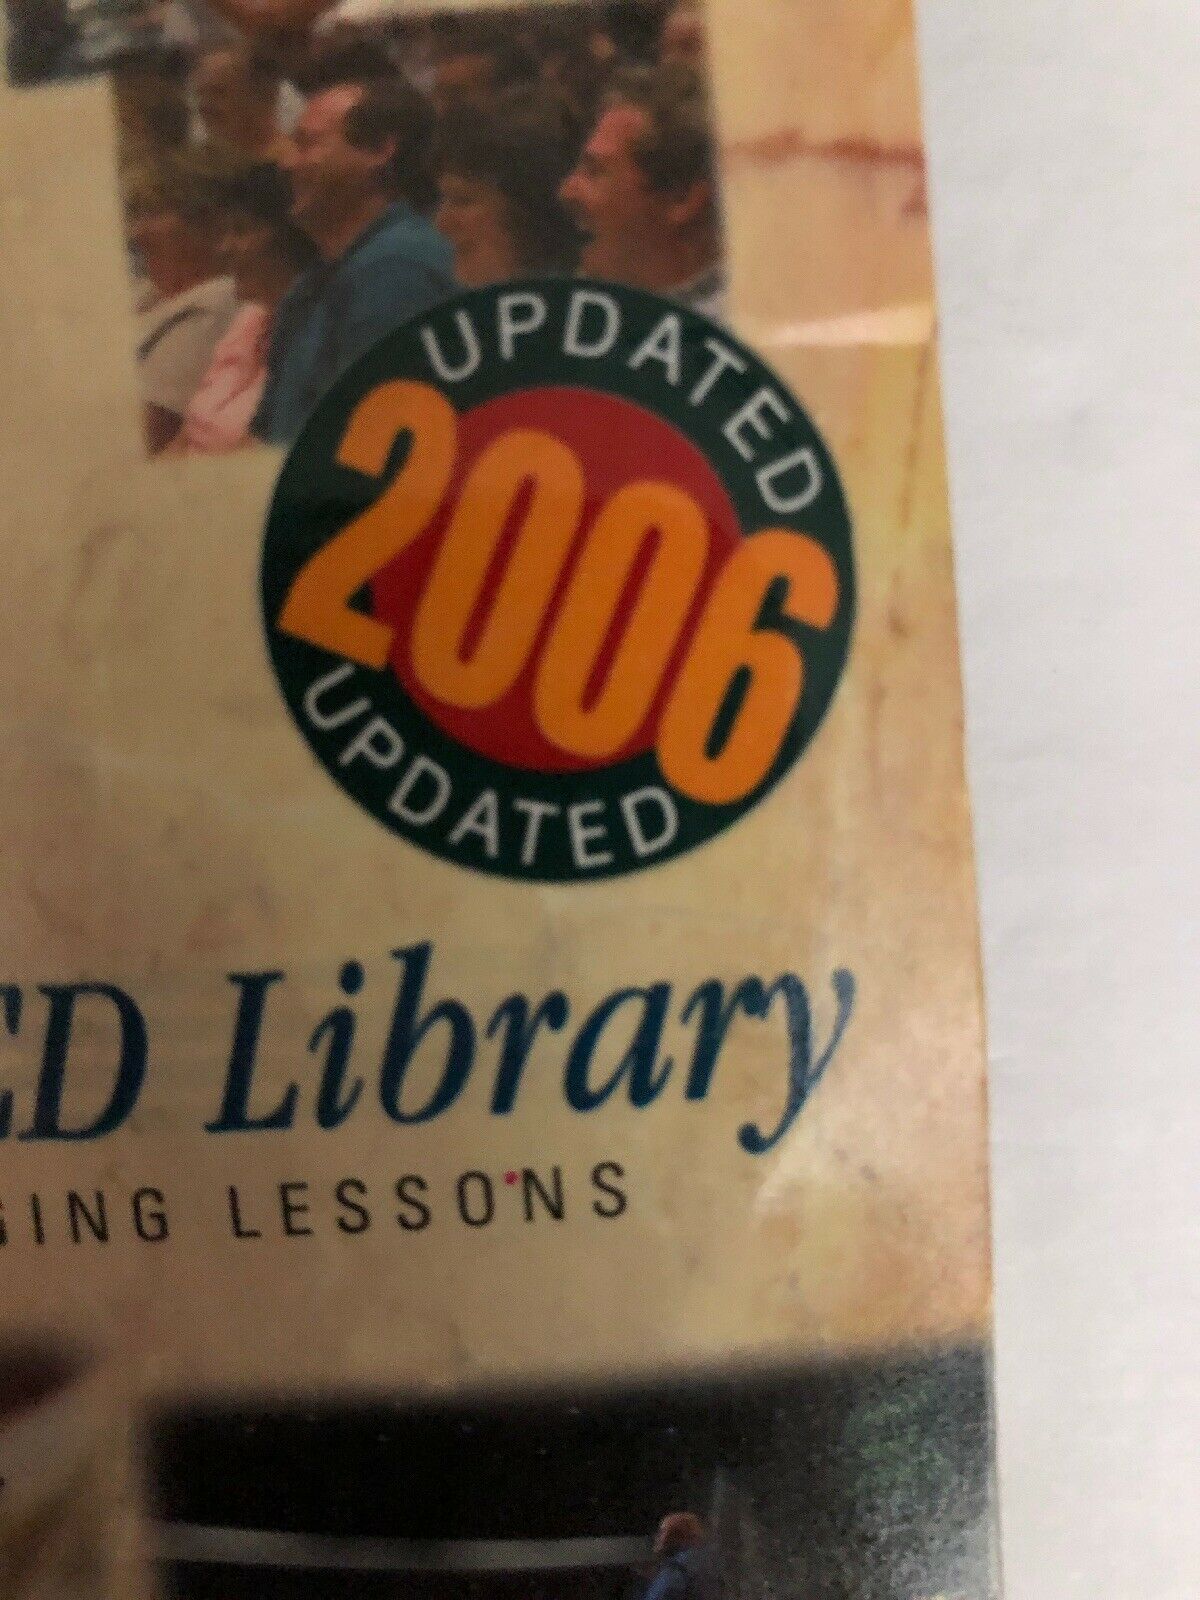 UPDATED
2006
UPDATED
ED Library
GING LESSONS